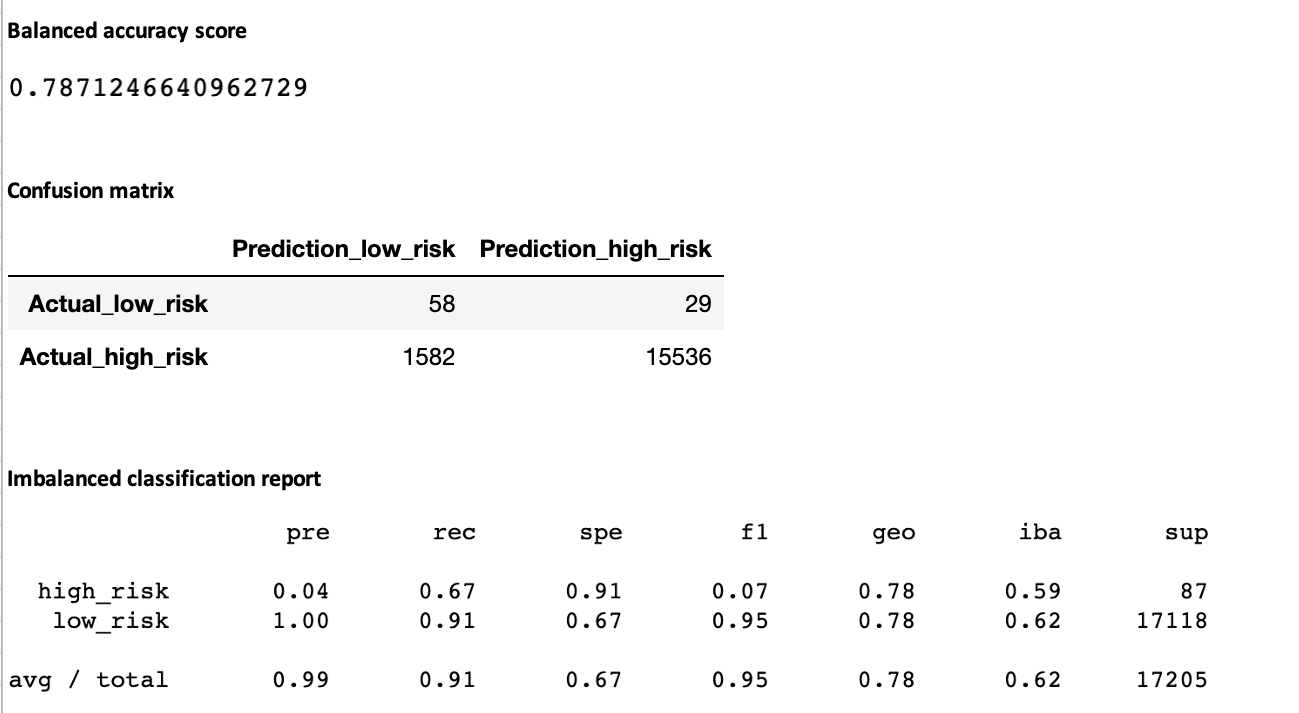 Balanced accuracy score
0.7871246640962729
Confusion matrix
Prediction_low_risk Prediction_high_risk
Actual_low_risk 58 29
Actual_high_risk 1582 15536
Imbalanced classification report
pre rec spe f1 geo iba sup
high_risk 0.04 0.67 0.91 0.07 0.78 0.59 87
low_risk 1.00 0.91 0.67 0.95 0.78 0.62 17118
avg / total 0.99 0.91 0.67 0.95 0.78 0.62 17205